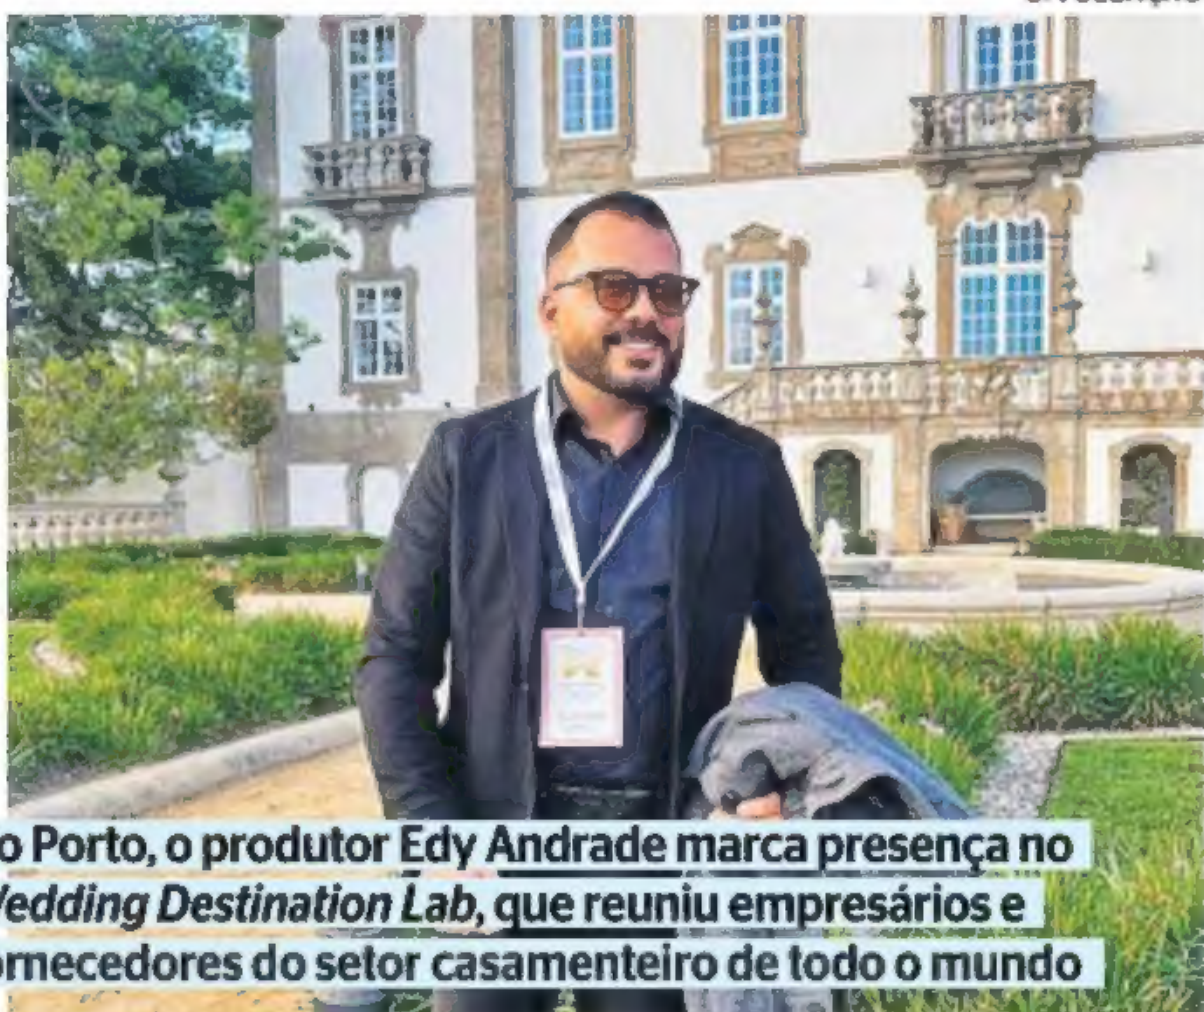 o Porto, o produtor Edy Andrade marca presença no
edding Destination Lab, que reuniu empresários e
ornecedores do setor casamenteiro de todo o mundo